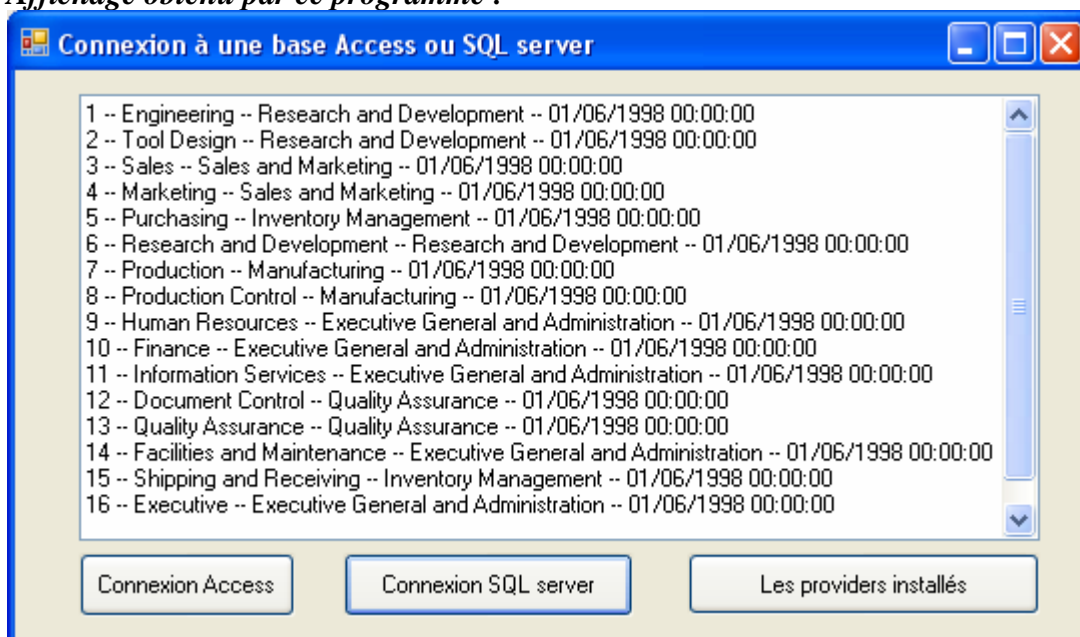 Affichage obtenu par ce programme :
Connexion à une base Access ou SQL server
1 -- Engineering -- Research and Development -- 01/06/1998 00:00:00
2 -- Tool Design -- Research and Development -- 01/06/1998 00:00:00
3 -- Sales -- Sales and Marketing -- 01/06/1998 00:00:00
4 -- Marketing -- Sales and Marketing -- 01/06/1998 00:00:00
5 -- Purchasing -- Inventory Management -- 01/06/1998 00:00:00
6 -- Research and Development -- Research and Development -- 01/06/1998 00:00:00
7 -- Production -- Manufacturing -- 01/06/1998 00:00:00
8 -- Production Control -- Manufacturing -- 01/06/1998 00:00:00
9 -- Human Resources -- Executive General and Administration -- 01/06/1998 00:00:00
10 -- Finance -- Executive General and Administration -- 01/06/1998 00:00:00
11 -- Information Services -- Executive General and Administration -- 01/06/1998 00:00:00
12 -- Document Control -- Quality Assurance -- 01/06/1998 00:00:00
13 -- Quality Assurance -- Quality Assurance -- 01/06/1998 00:00:00
14 -- Facilities and Maintenance -- Executive General and Administration -- 01/06/1998 00:00:00
15 -- Shipping and Receiving -- Inventory Management -- 01/06/1998 00:00:00
16 -- Executive -- Executive General and Administration -- 01/06/1998 00:00:00
Connexion Access
Connexion SQL server
Les providers installés